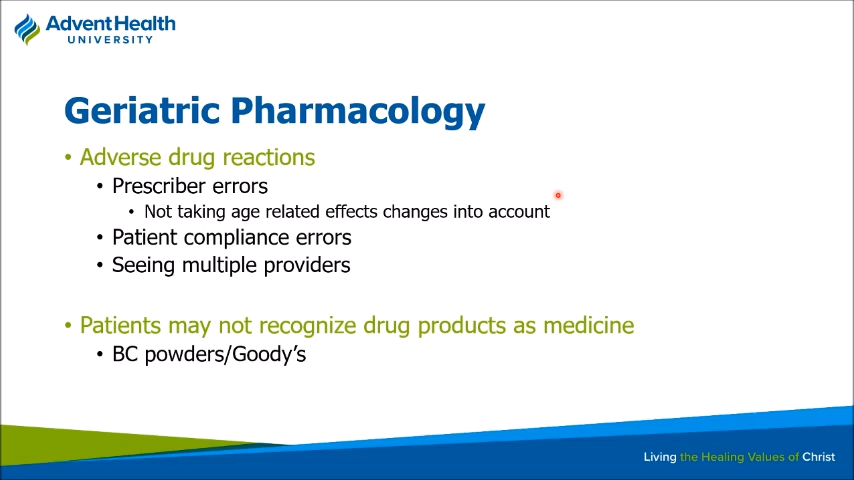 AdventHealth
UNIVERSITY
Geriatric Pharmacology
• Adverse drug reactions
• Prescriber errors
• Not taking age related effects changes into account
• Patient compliance errors
• Seeing multiple providers
• Patients may not recognize drug products as medicine
• BC powders/Goody’s
Living the Healing Values of Christ